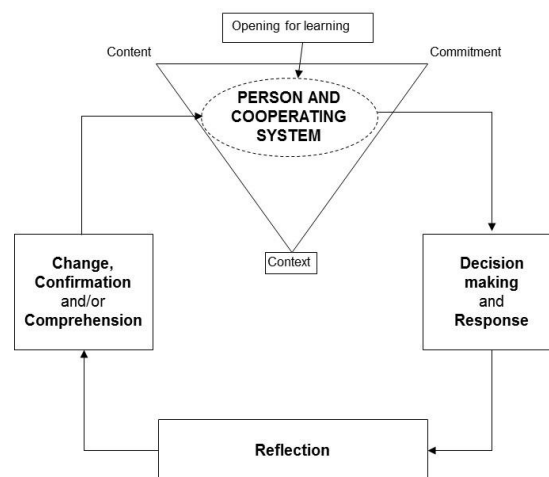 Opening for learning
Content
Commitment
PERSON AND
COOPERATING
SYSTEM
Context
Change,
Confirmation
and/or
Comprehension
Decision
making
and
Response
Reflection